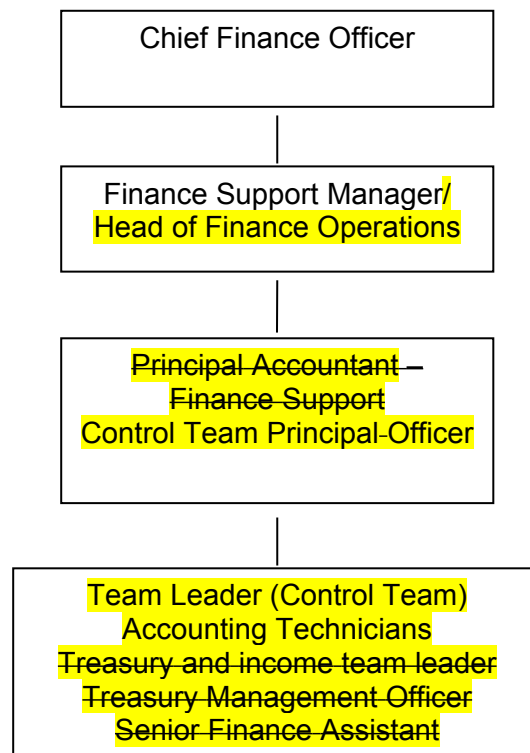 Chief Finance Officer
Finance Support Manager/
Head of Finance Operations
Principal Accountant –
Finance Support
Control Team Principal-Officer
Team Leader (Control Team)
Accounting Technicians
Treasury and income team leader
Treasury Management Officer
Senior Finance Assistant